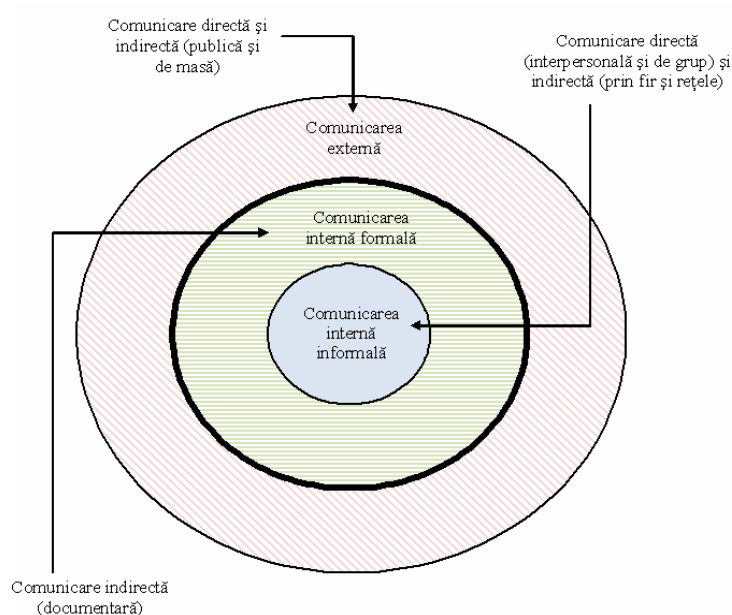 Comunicare directă şi
indirectă (publică şi
de masă)
Comunicare directă
(interpersonală şi de grup) şi
indirectă (prin fir şi reţele)
Comunicarea
externă
Comunicarea
internă formală
Comunicarea
internă
informală
Comunicare indirectă
(documentară)